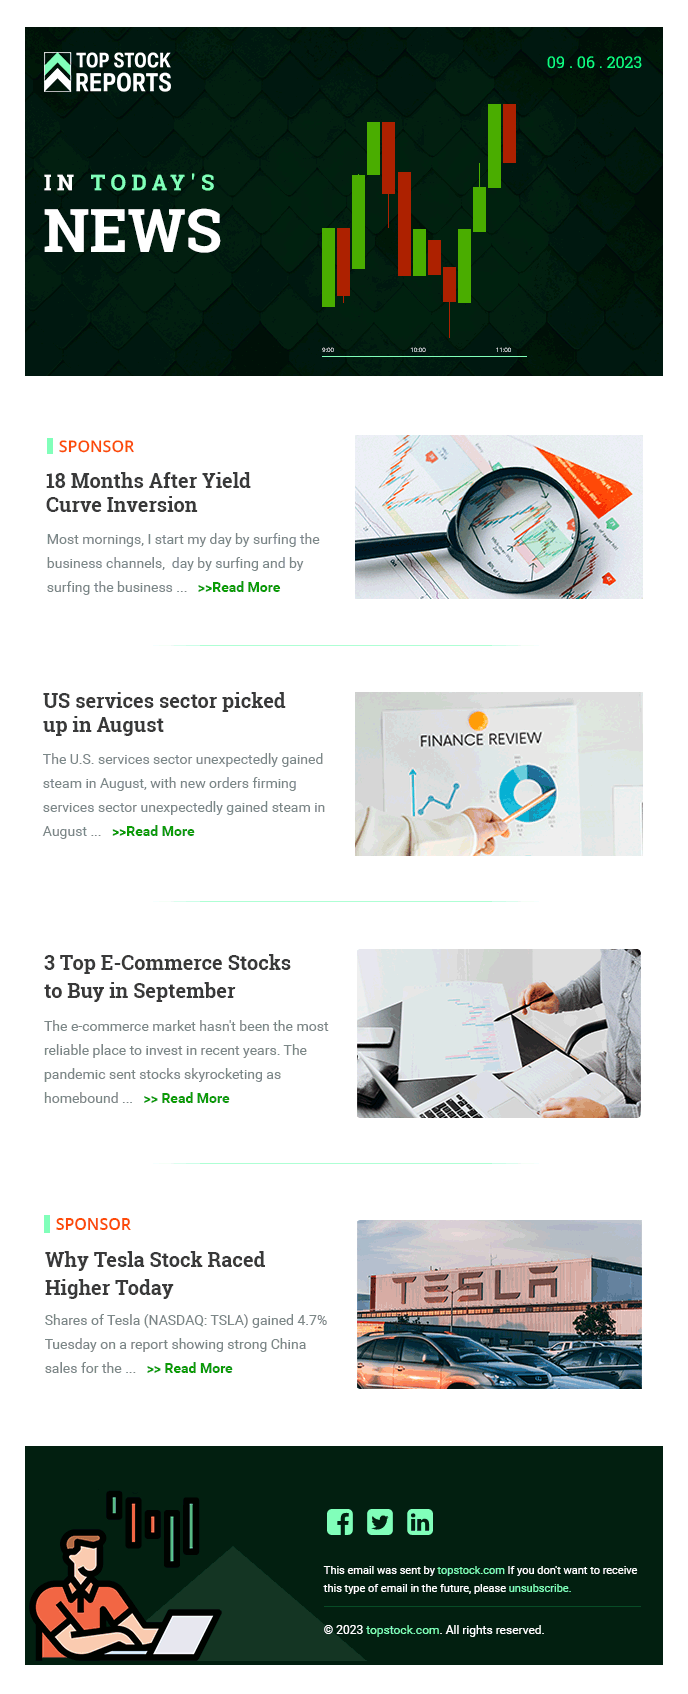 TOP STOCK
REPORTS
09 . 06 . 2023
IN TODAY'S
NEWS
9:00 10:00 11:00
SPONSOR
18 Months After Yield
Curve Inversion
Most mornings, I start my day by surfing the
business channels, day by surfing and by
surfing the business ... >>Read More
US services sector picked
up in August
The U.S. services sector unexpectedly gained
steam in August, with new orders firming
services sector unexpectedly gained steam in
August ... >>Read More
FINANCE REVIEW
3 Top E-Commerce Stocks
to Buy in September
The e-commerce market hasn't been the most
reliable place to invest in recent years. The
pandemic sent stocks skyrocketing as
homebound ... >> Read More
SPONSOR
Why Tesla Stock Raced
Higher Today
Shares of Tesla (NASDAQ: TSLA) gained 4.7%
Tuesday on a report showing strong China
sales for the ... >> Read More
TESLA
This email was sent by topstock.com If you don't want to receive
this type of email in the future, please unsubscribe.
© 2023 topstock.com. All rights reserved.